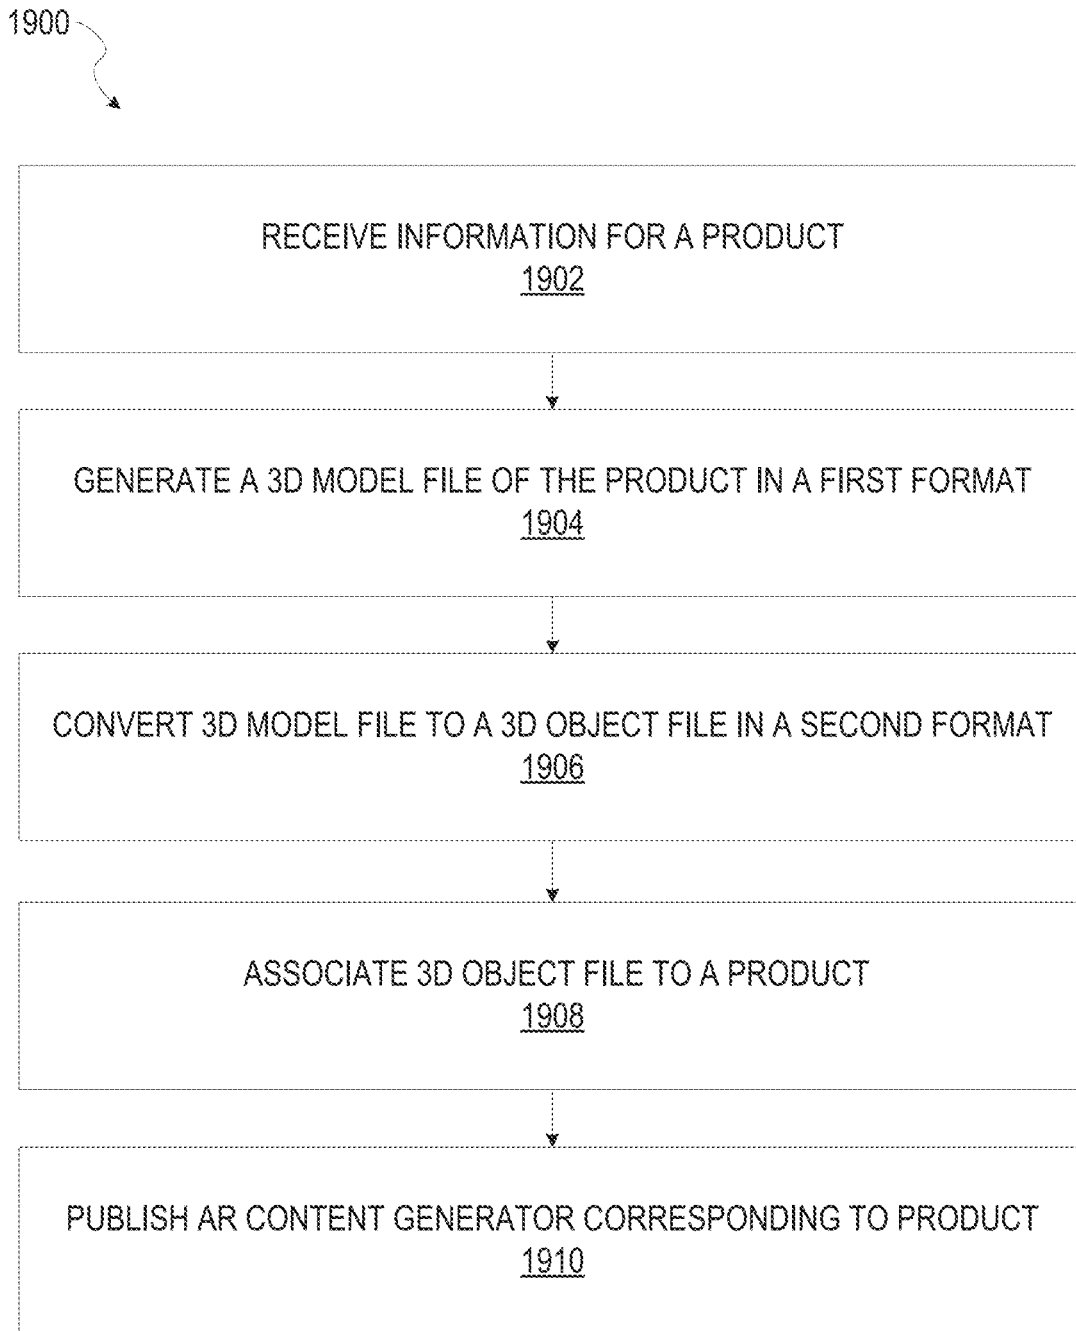 1900
RECEIVE INFORMATION FOR A PRODUCT
1902
GENERATE A 3D MODEL FILE OF THE PRODUCT IN A FIRST FORMAT
1904
CONVERT 3D MODEL FILE TO A 3D OBJECT FILE IN A SECOND FORMAT
1906
ASSOCIATE 3D OBJECT FILE TO A PRODUCT
1908
PUBLISH AR CONTENT GENERATOR CORRESPONDING TO PRODUCT
1910